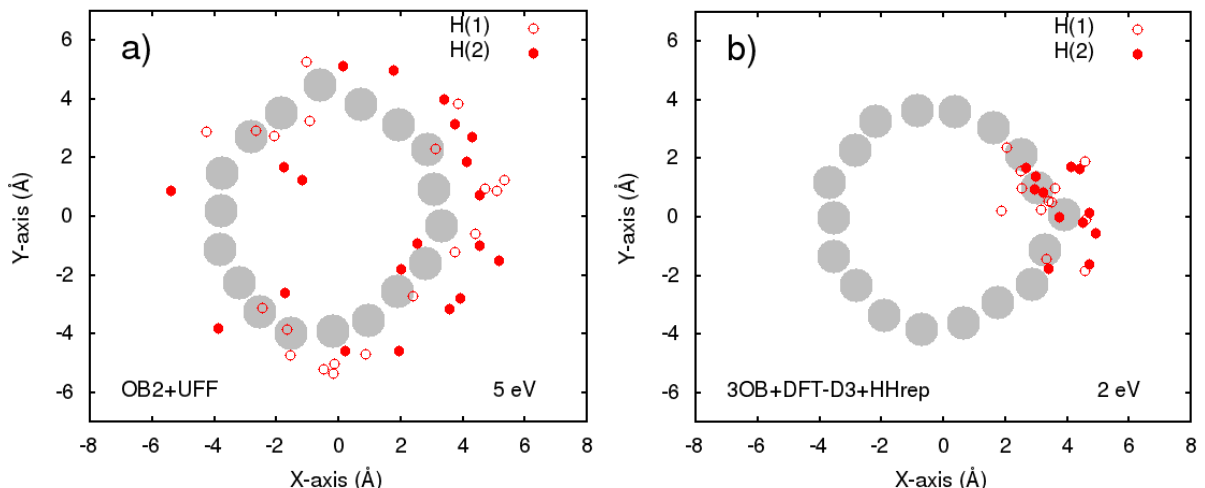 a)
H(1)
H(2)
6
4
2
0
-2
-4
-6
Y-axis (Å)
OB2+UFF
5 eV
-8
-6
-4
-2
0
2
4
6
8
X-axis (Å)
b)
H(1)
H(2)
6
4
2
0
-2
-4
-6
Y-axis (Å)
3OB+DFT-D3+HHrep
2 eV
-8
-6
-4
-2
0
2
4
6
8
X-axis (Å)